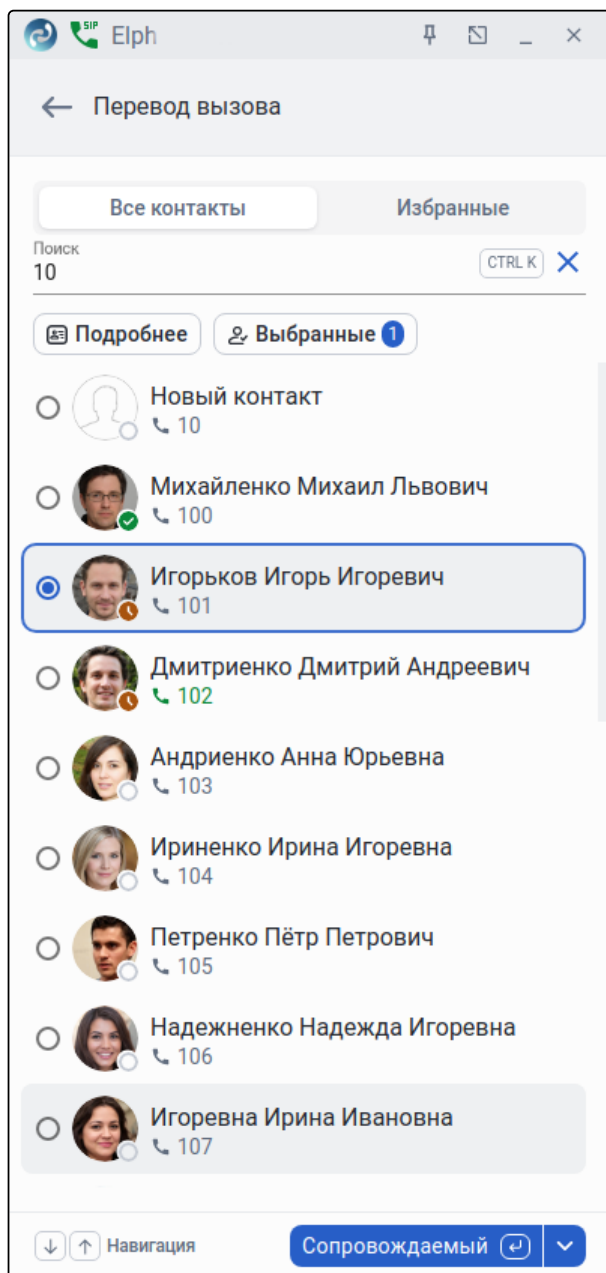 SIP Elph
Перевод вызова
Все контакты Избранные
Поиск
10 CTRL K
Подробнее Выбранные 1
Новый контакт
10
Михайленко Михаил Львович
100
Игорьков Игорь Игоревич
101
Дмитриенко Дмитрий Андреевич
102
Андриенко Анна Юрьевна
103
Ириненко Ирина Игоревна
104
Петренко Пётр Петрович
105
Надежненко Надежда Игоревна
106
Игоревна Ирина Ивановна
107
Навигация Сопровождаемый